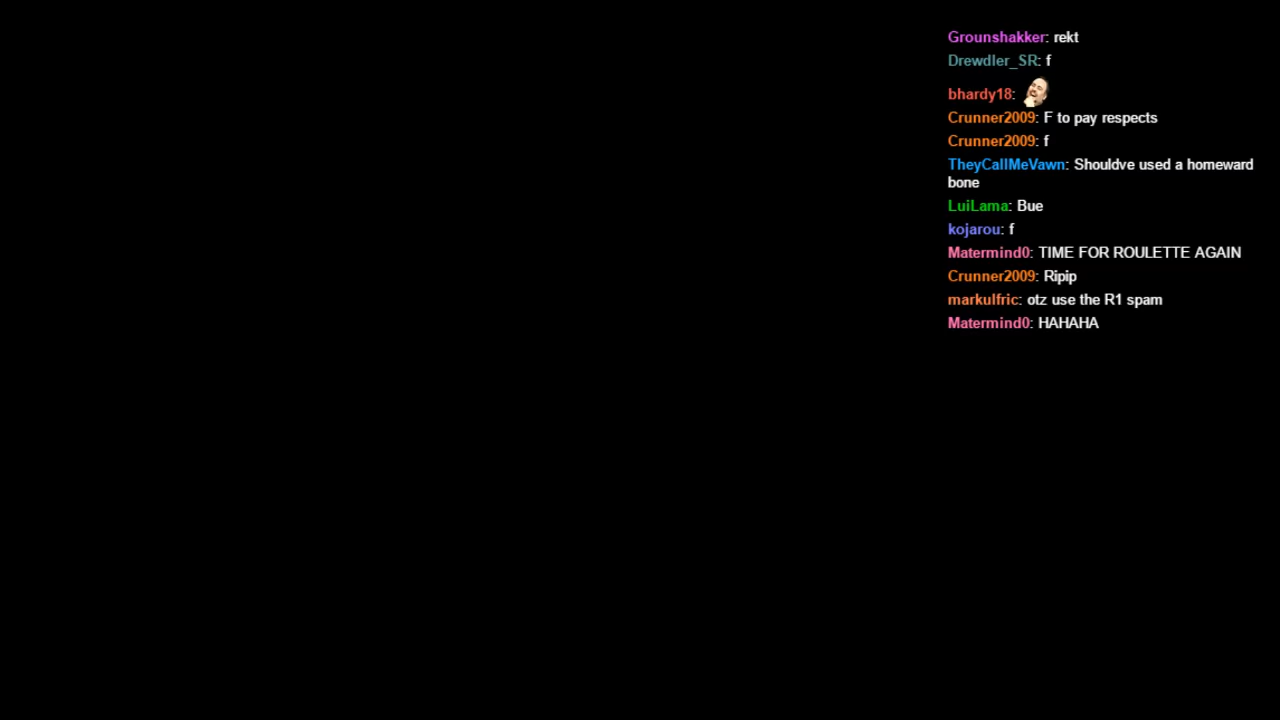 Grounshakker: rekt
Drewdler_SR: f
bhardy18:
Crunner2009: F to pay respects
Crunner2009: f
TheyCallMeVawn: Shouldve used a homeward
bone
LuiLama: Bue
kojarou: f
Matermind0: TIME FOR ROULETTE AGAIN
Crunner2009: Ripip
markulfric: otz use the R1 spam
Matermind0: HAHAHA